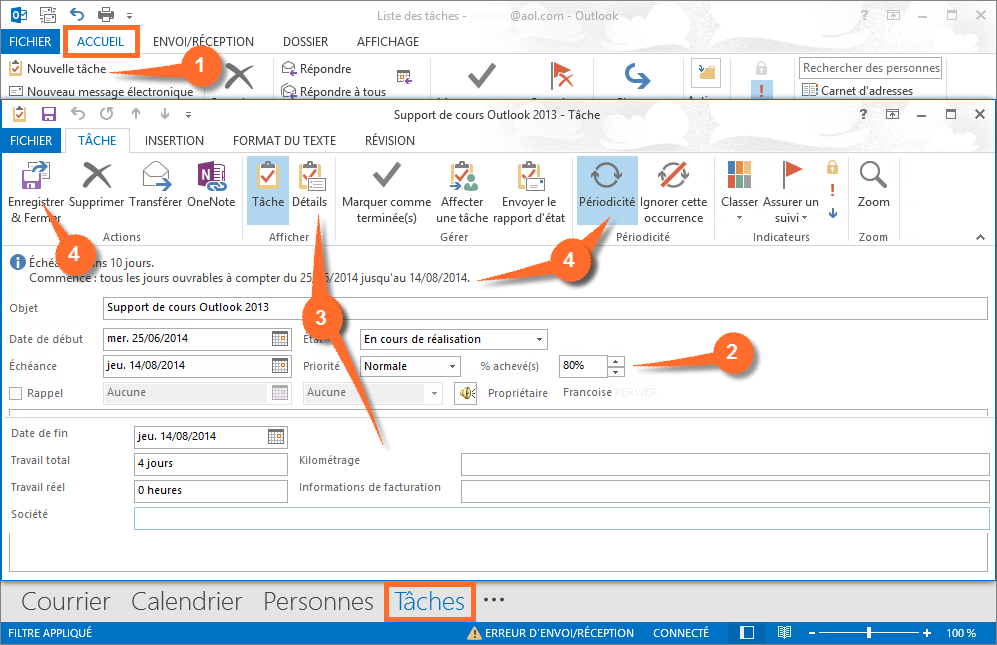 Liste des tâches - @aol.com - Outlook
FICHIER ACCUEIL ENVOI/RÉCEPTION DOSSIER AFFICHAGE
Nouvelle tâche 1 Répondre Rechercher des personnes
Nouveau message électronique Répondre à tous Carnet d'adresses
Support de cours Outlook 2013 - Tâche
FICHIER TÂCHE INSERTION FORMAT DU TEXTE RÉVISION
Enregistrer Supprimer Transférer OneNote Tâche Détails Marquer comme Affecter Envoyer le Périodicité Ignorer cette Classer Assurer un Zoom
& Fermer terminée(s) une tâche rapport d'état occurrence suivi
Actions Afficher Gérer Périodicité Indicateurs Zoom
4 4
ns 10 jours.
Commence : tous les jours ouvrables à compter du 25/06/2014 jusqu'au 14/08/2014.
Objet Support de cours Outlook 2013
3
Date de début mer. 25/06/2014 État En cours de réalisation
2
Échéance jeu. 14/08/2014 Priorité Normale % achevé(s) 80%
Rappel Aucune Aucune Propriétaire Francoise PERVIER
Date de fin jeu. 14/08/2014
Travail total 4 jours Kilométrage
Travail réel 0 heures Informations de facturation
Société
Courrier Calendrier Personnes Tâches •••
FILTRE APPLIQUÉ ERREUR D'ENVOI/RÉCEPTION CONNECTÉ 100 %